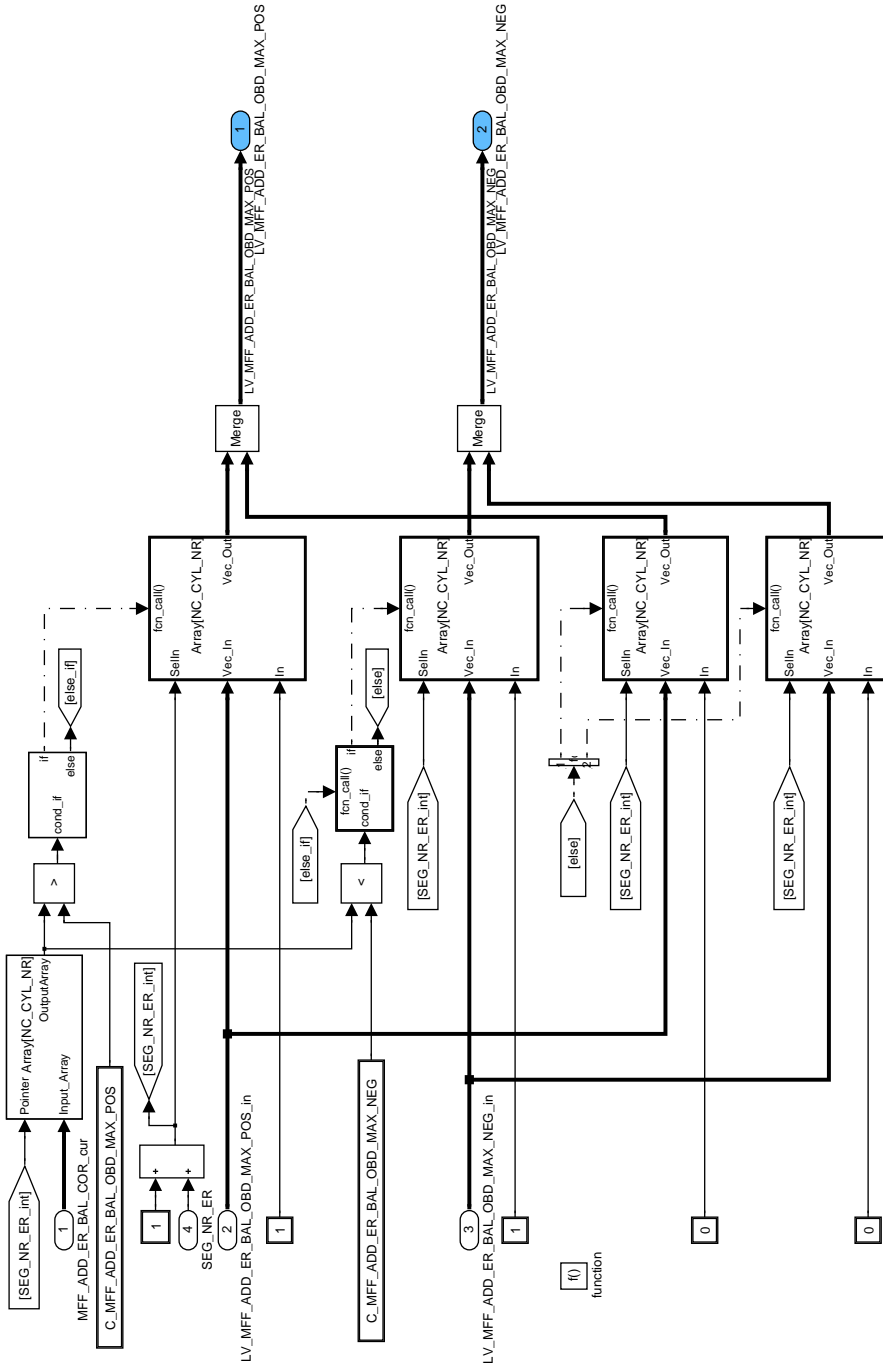 [SEG_NR_ER_int]
Pointer
Array[NC_CYL_NR]
OutputArray
Input_Array
1
MFF_ADD_ER_BAL_COR_cur
C_MFF_ADD_ER_BAL_OBD_MAX_POS
>
cond_if
if
else
[else_if]
1
+
+
4
SEG_NR_ER
[SEG_NR_ER_int]
2
LV_MFF_ADD_ER_BAL_OBD_MAX_POS_in
1
fcn_call()
SelIn
Array[NC_CYL_NR]
Vec_In
Vec_Out
In
Merge
LV_MFF_ADD_ER_BAL_OBD_MAX_POS
1
LV_MFF_ADD_ER_BAL_OBD_MAX_POS
[else_if]
fcn_call()
cond_if
if
else
[else]
C_MFF_ADD_ER_BAL_OBD_MAX_NEG
<
[SEG_NR_ER_int]
3
LV_MFF_ADD_ER_BAL_OBD_MAX_NEG_in
1
fcn_call()
SelIn
Array[NC_CYL_NR]
Vec_In
Vec_Out
In
Merge
LV_MFF_ADD_ER_BAL_OBD_MAX_NEG
2
LV_MFF_ADD_ER_BAL_OBD_MAX_NEG
f()
function
[else]
1
2
[SEG_NR_ER_int]
0
fcn_call()
SelIn
Array[NC_CYL_NR]
Vec_In
Vec_Out
In
[SEG_NR_ER_int]
0
fcn_call()
SelIn
Array[NC_CYL_NR]
Vec_In
Vec_Out
In